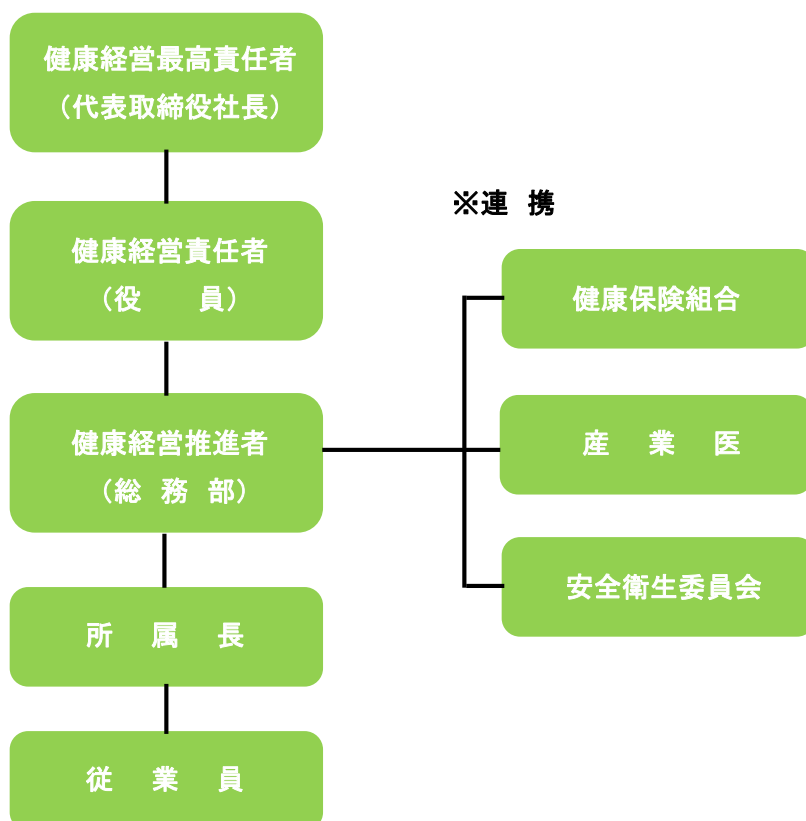 健康経営最高責任者
（代表取締役社長）
健康経営責任者
（役　　員）
健康経営推進者
（総 務 部）
所　属　長
従　業　員
※連 携
健康保険組合
産　業　医
安全衛生委員会